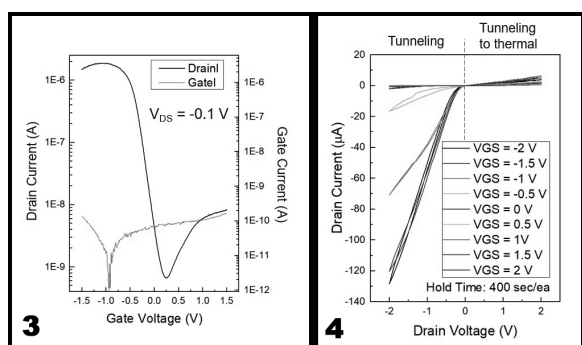 DrainI
GateI
V_DS = -0.1 V
1E-6
1E-7
1E-8
1E-9
Drain Current (A)
1E-6
1E-7
1E-8
1E-9
1E-10
1E-11
1E-12
Gate Current (A)
-1.5 -1.0 -0.5 0.0 0.5 1.0 1.5
Gate Voltage (V)
3
Tunneling
Tunneling
to thermal
20
0
-20
-40
-60
-80
-100
-120
-140
Drain Current (µA)
VGS = -2 V
VGS = -1.5 V
VGS = -1 V
VGS = -0.5 V
VGS = 0 V
VGS = 0.5 V
VGS = 1V
VGS = 1.5 V
VGS = 2 V
Hold Time: 400 sec/ea
-2 -1 0 1 2
Drain Voltage (V)
4